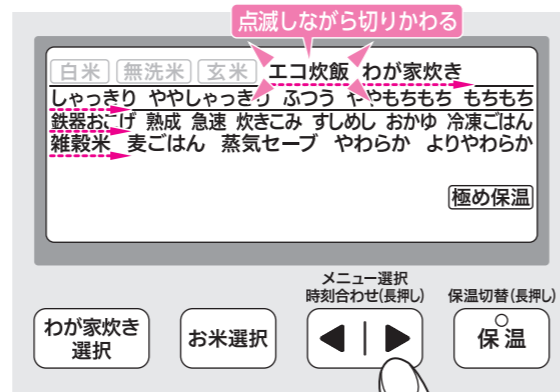 点滅しながら切りかわる
白米 無洗米 玄米 エコ炊飯 わが家炊き
しゃっきり ややしゃっきり ふつう ややもちもち もちもち
鉄器おこげ 熟成 急速 炊きこみ すしめし おかゆ 冷凍ごはん
雑穀米 麦ごはん 蒸気セーブ やわらか よりやわらか
極め保温
メニュー選択
時刻合わせ(長押し) 保温切替(長押し)
わが家炊き
選択
お米選択
保温